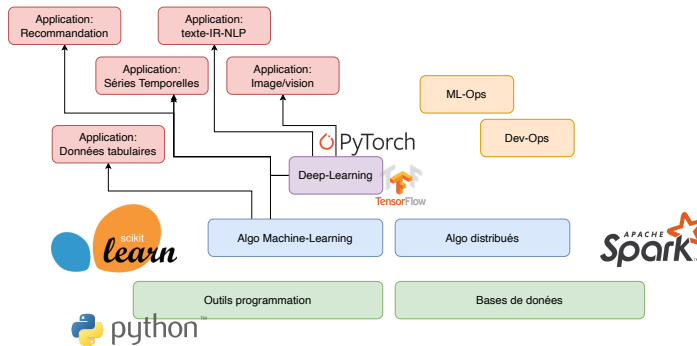 Application:
Recommandation
Application:
texte-IR-NLP
Application:
Séries Temporelles
Application:
Image/vision
ML-Ops
Dev-Ops
Application:
Données tabulaires
PyTorch
Deep-Learning
TensorFlow
scikit
learn
Algo Machine-Learning
Algo distribués
APACHE
Spark
TM
Outils programmation
Bases de donées
python
TM